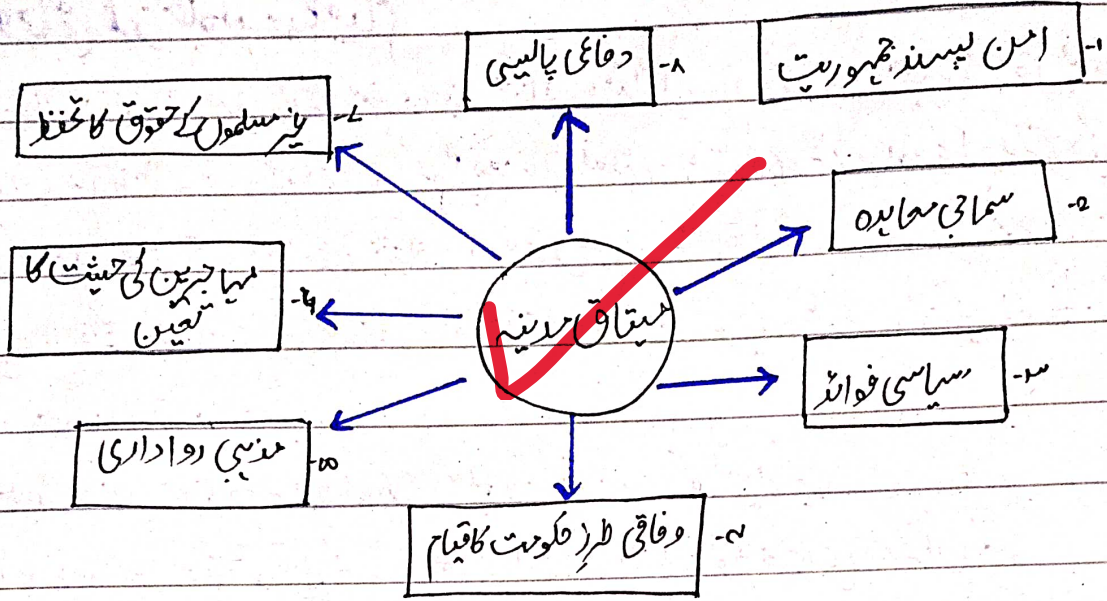 ۱- امن پسند جمہوریت
۲- سماجی معاہدہ
۳- سیاسی فوائد
۴- وفاقی طرزِ حکومت کا قیام
۵- مذہبی رواداری
۶- مہاجرین کی حیثیت کا
تعین
۷- غیر مسلموں کے حقوق کا تحفظ
۸- دفاعی پالیسی
میثاق مدینہ